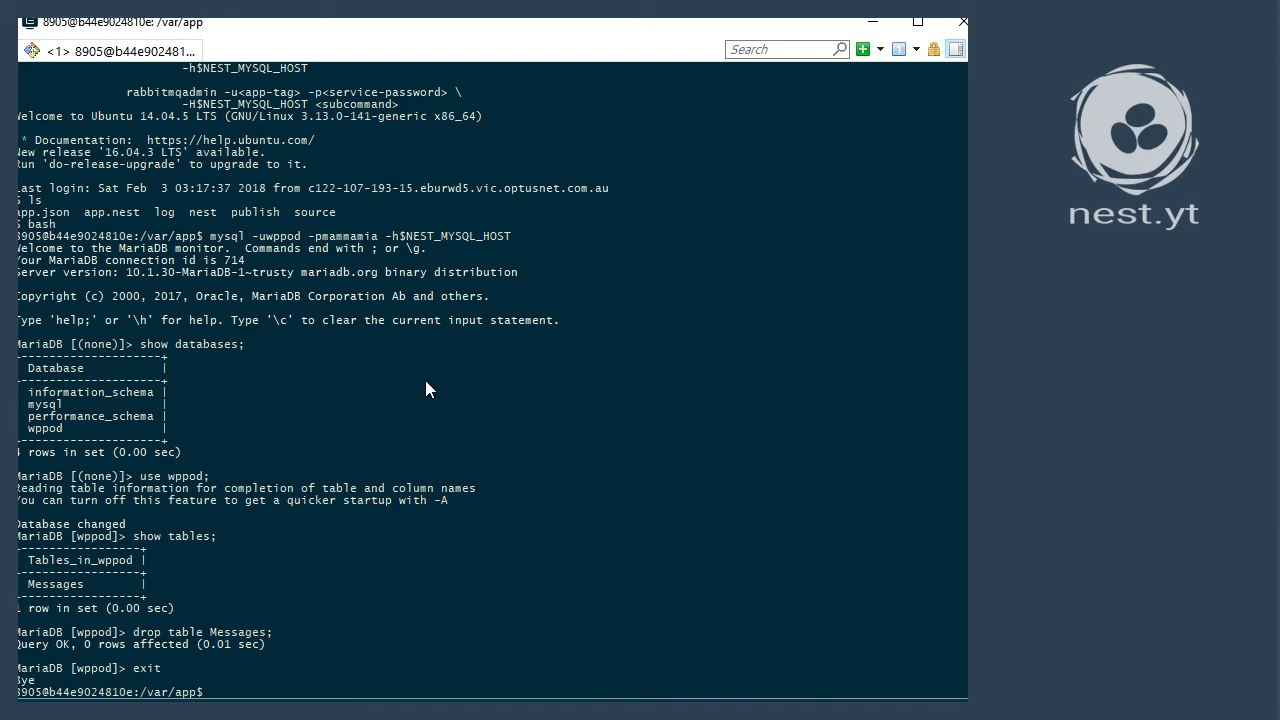 8905@b44e9024810e: /var/app
<1> 8905@b44e902481...
Search
-h$NEST_MYSQL_HOST
rabbitmqadmin -u<app-tag> -p<service-password> \
-H$NEST_MYSQL_HOST <subcommand>
Welcome to Ubuntu 14.04.5 LTS (GNU/Linux 3.13.0-141-generic x86_64)
* Documentation:  https://help.ubuntu.com/
New release '16.04.3 LTS' available.
Run 'do-release-upgrade' to upgrade to it.
Last login: Sat Feb  3 03:17:37 2018 from c122-107-193-15.eburwd5.vic.optusnet.com.au
$ ls
app.json  app.nest  log  nest  publish  source
$ bash
8905@b44e9024810e:/var/app$ mysql -uwppod -pmammamia -h$NEST_MYSQL_HOST
Welcome to the MariaDB monitor.  Commands end with ; or \g.
Your MariaDB connection id is 714
Server version: 10.1.30-MariaDB-1~trusty mariadb.org binary distribution
Copyright (c) 2000, 2017, Oracle, MariaDB Corporation Ab and others.
Type 'help;' or '\h' for help. Type '\c' to clear the current input statement.
MariaDB [(none)]> show databases;
+--------------------+
Database           |
+--------------------+
information_schema |
mysql              |
performance_schema |
wppod              |
+--------------------+
4 rows in set (0.00 sec)
MariaDB [(none)]> use wppod;
Reading table information for completion of table and column names
You can turn off this feature to get a quicker startup with -A
Database changed
MariaDB [wppod]> show tables;
+-----------------+
Tables_in_wppod |
+-----------------+
Messages        |
+-----------------+
1 row in set (0.00 sec)
MariaDB [wppod]> drop table Messages;
Query OK, 0 rows affected (0.01 sec)
MariaDB [wppod]> exit
Bye
8905@b44e9024810e:/var/app$
nest.yt